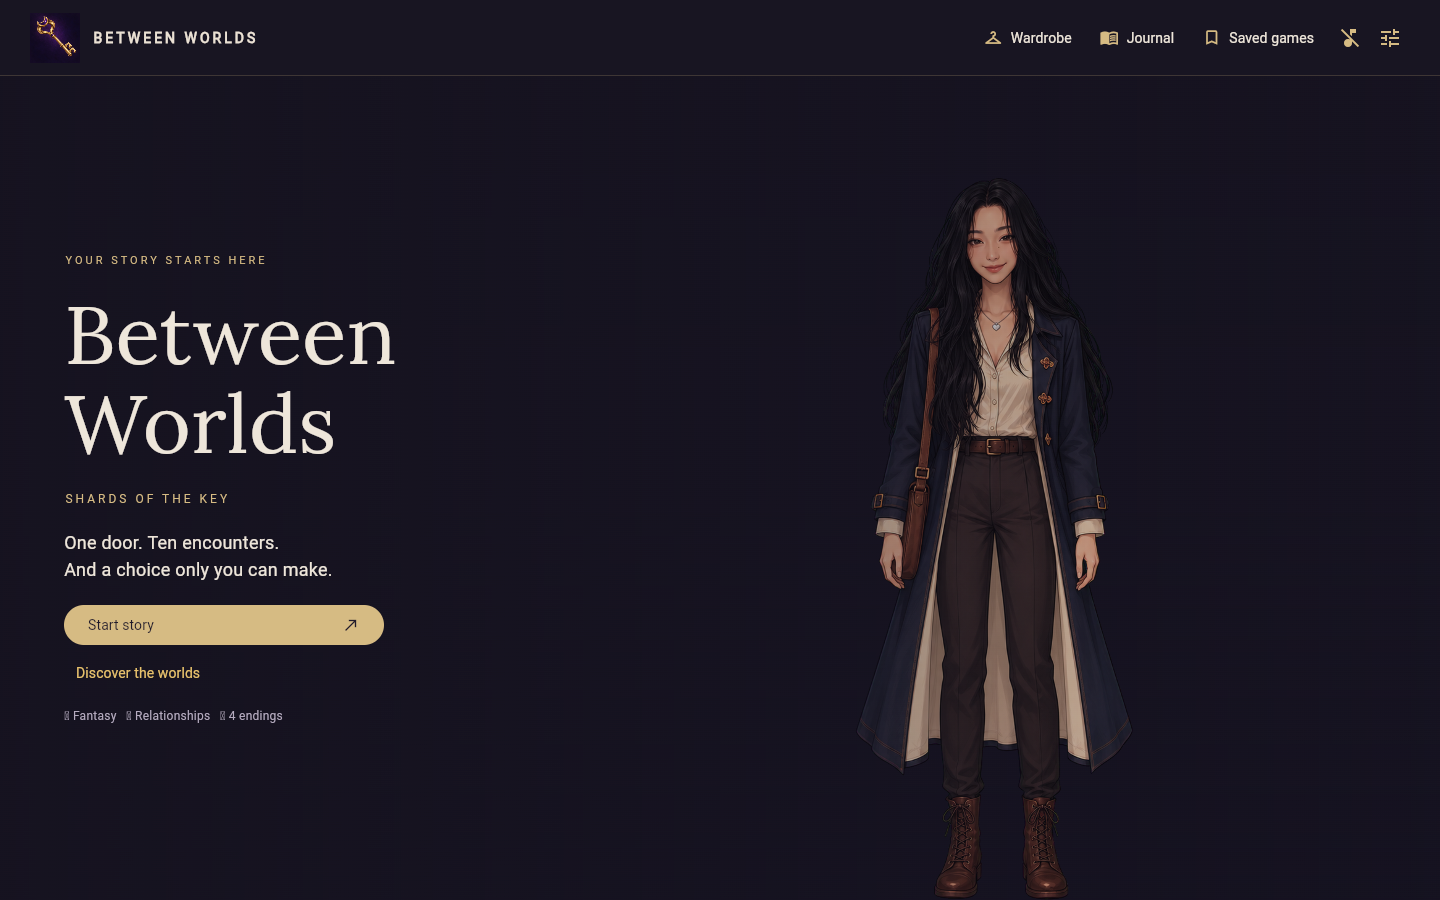 BETWEEN WORLDS
Wardrobe
Journal
Saved games
YOUR STORY STARTS HERE
Between
Worlds
SHARDS OF THE KEY
One door. Ten encounters.
And a choice only you can make.
Start story
Discover the worlds
Fantasy Relationships 4 endings